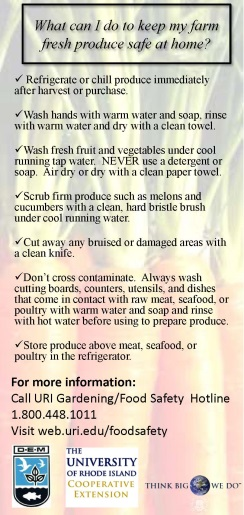 What can I do to keep my farm
fresh produce safe at home?
✓ Refrigerate or chill produce immediately
after harvest or purchase.
✓Wash hands with warm water and soap, rinse
with warm water and dry with a clean towel.
✓Wash fresh fruit and vegetables under cool
running tap water. NEVER use a detergent or
soap. Air dry or dry with a clean paper towel.
✓Scrub firm produce such as melons and
cucumbers with a clean, hard bristle brush
under cool running water.
✓Cut away any bruised or damaged areas with
a clean knife.
✓Don't cross contaminate. Always wash
cutting boards, counters, utensils, and dishes
that come in contact with raw meat, seafood, or
poultry with warm water and soap and rinse
with hot water before using to prepare produce.
✓Store produce above meat, seafood, or
poultry in the refrigerator.
For more information:
Call URI Gardening/Food Safety Hotline
1.800.448.1011
Visit web.uri.edu/foodsafety
D·E·M
THE
UNIVERSITY
OF RHODE ISLAND
COOPERATIVE
EXTENSION
THINK BIG WE DO